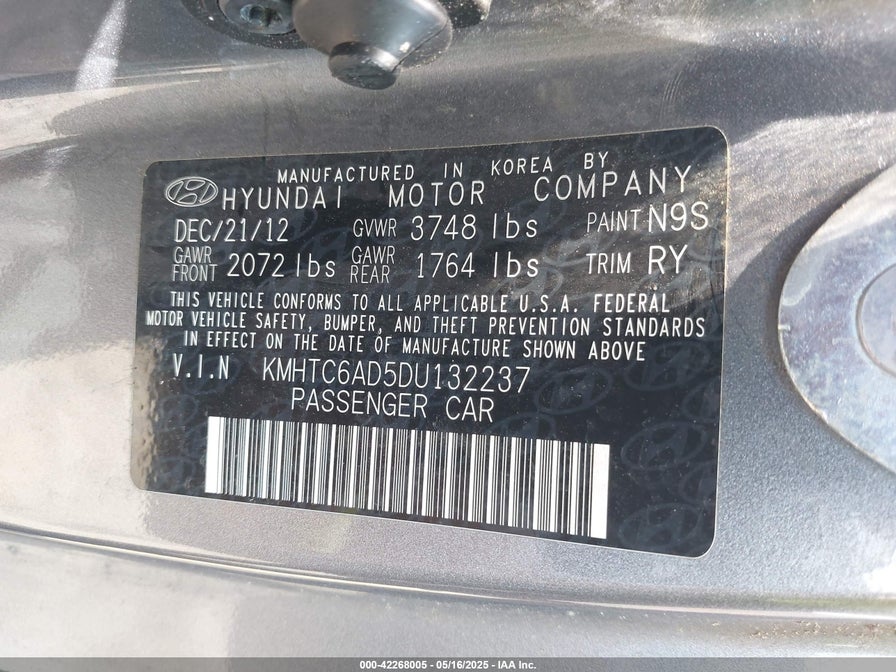 MANUFACTURED IN KOREA BY
HYUNDAI MOTOR COMPANY
DEC/21/12 GVWR 3748 lbs PAINT N9S
GAWR FRONT 2072 lbs GAWR REAR 1764 lbs TRIM RY
THIS VEHICLE CONFORMS TO ALL APPLICABLE U.S.A. FEDERAL
MOTOR VEHICLE SAFETY, BUMPER, AND THEFT PREVENTION STANDARDS
IN EFFECT ON THE DATE OF MANUFACTURE SHOWN ABOVE
V.I.N KMHTC6AD5DU132237
PASSENGER CAR
000-42268005 - 05/16/2025 - IAA Inc.